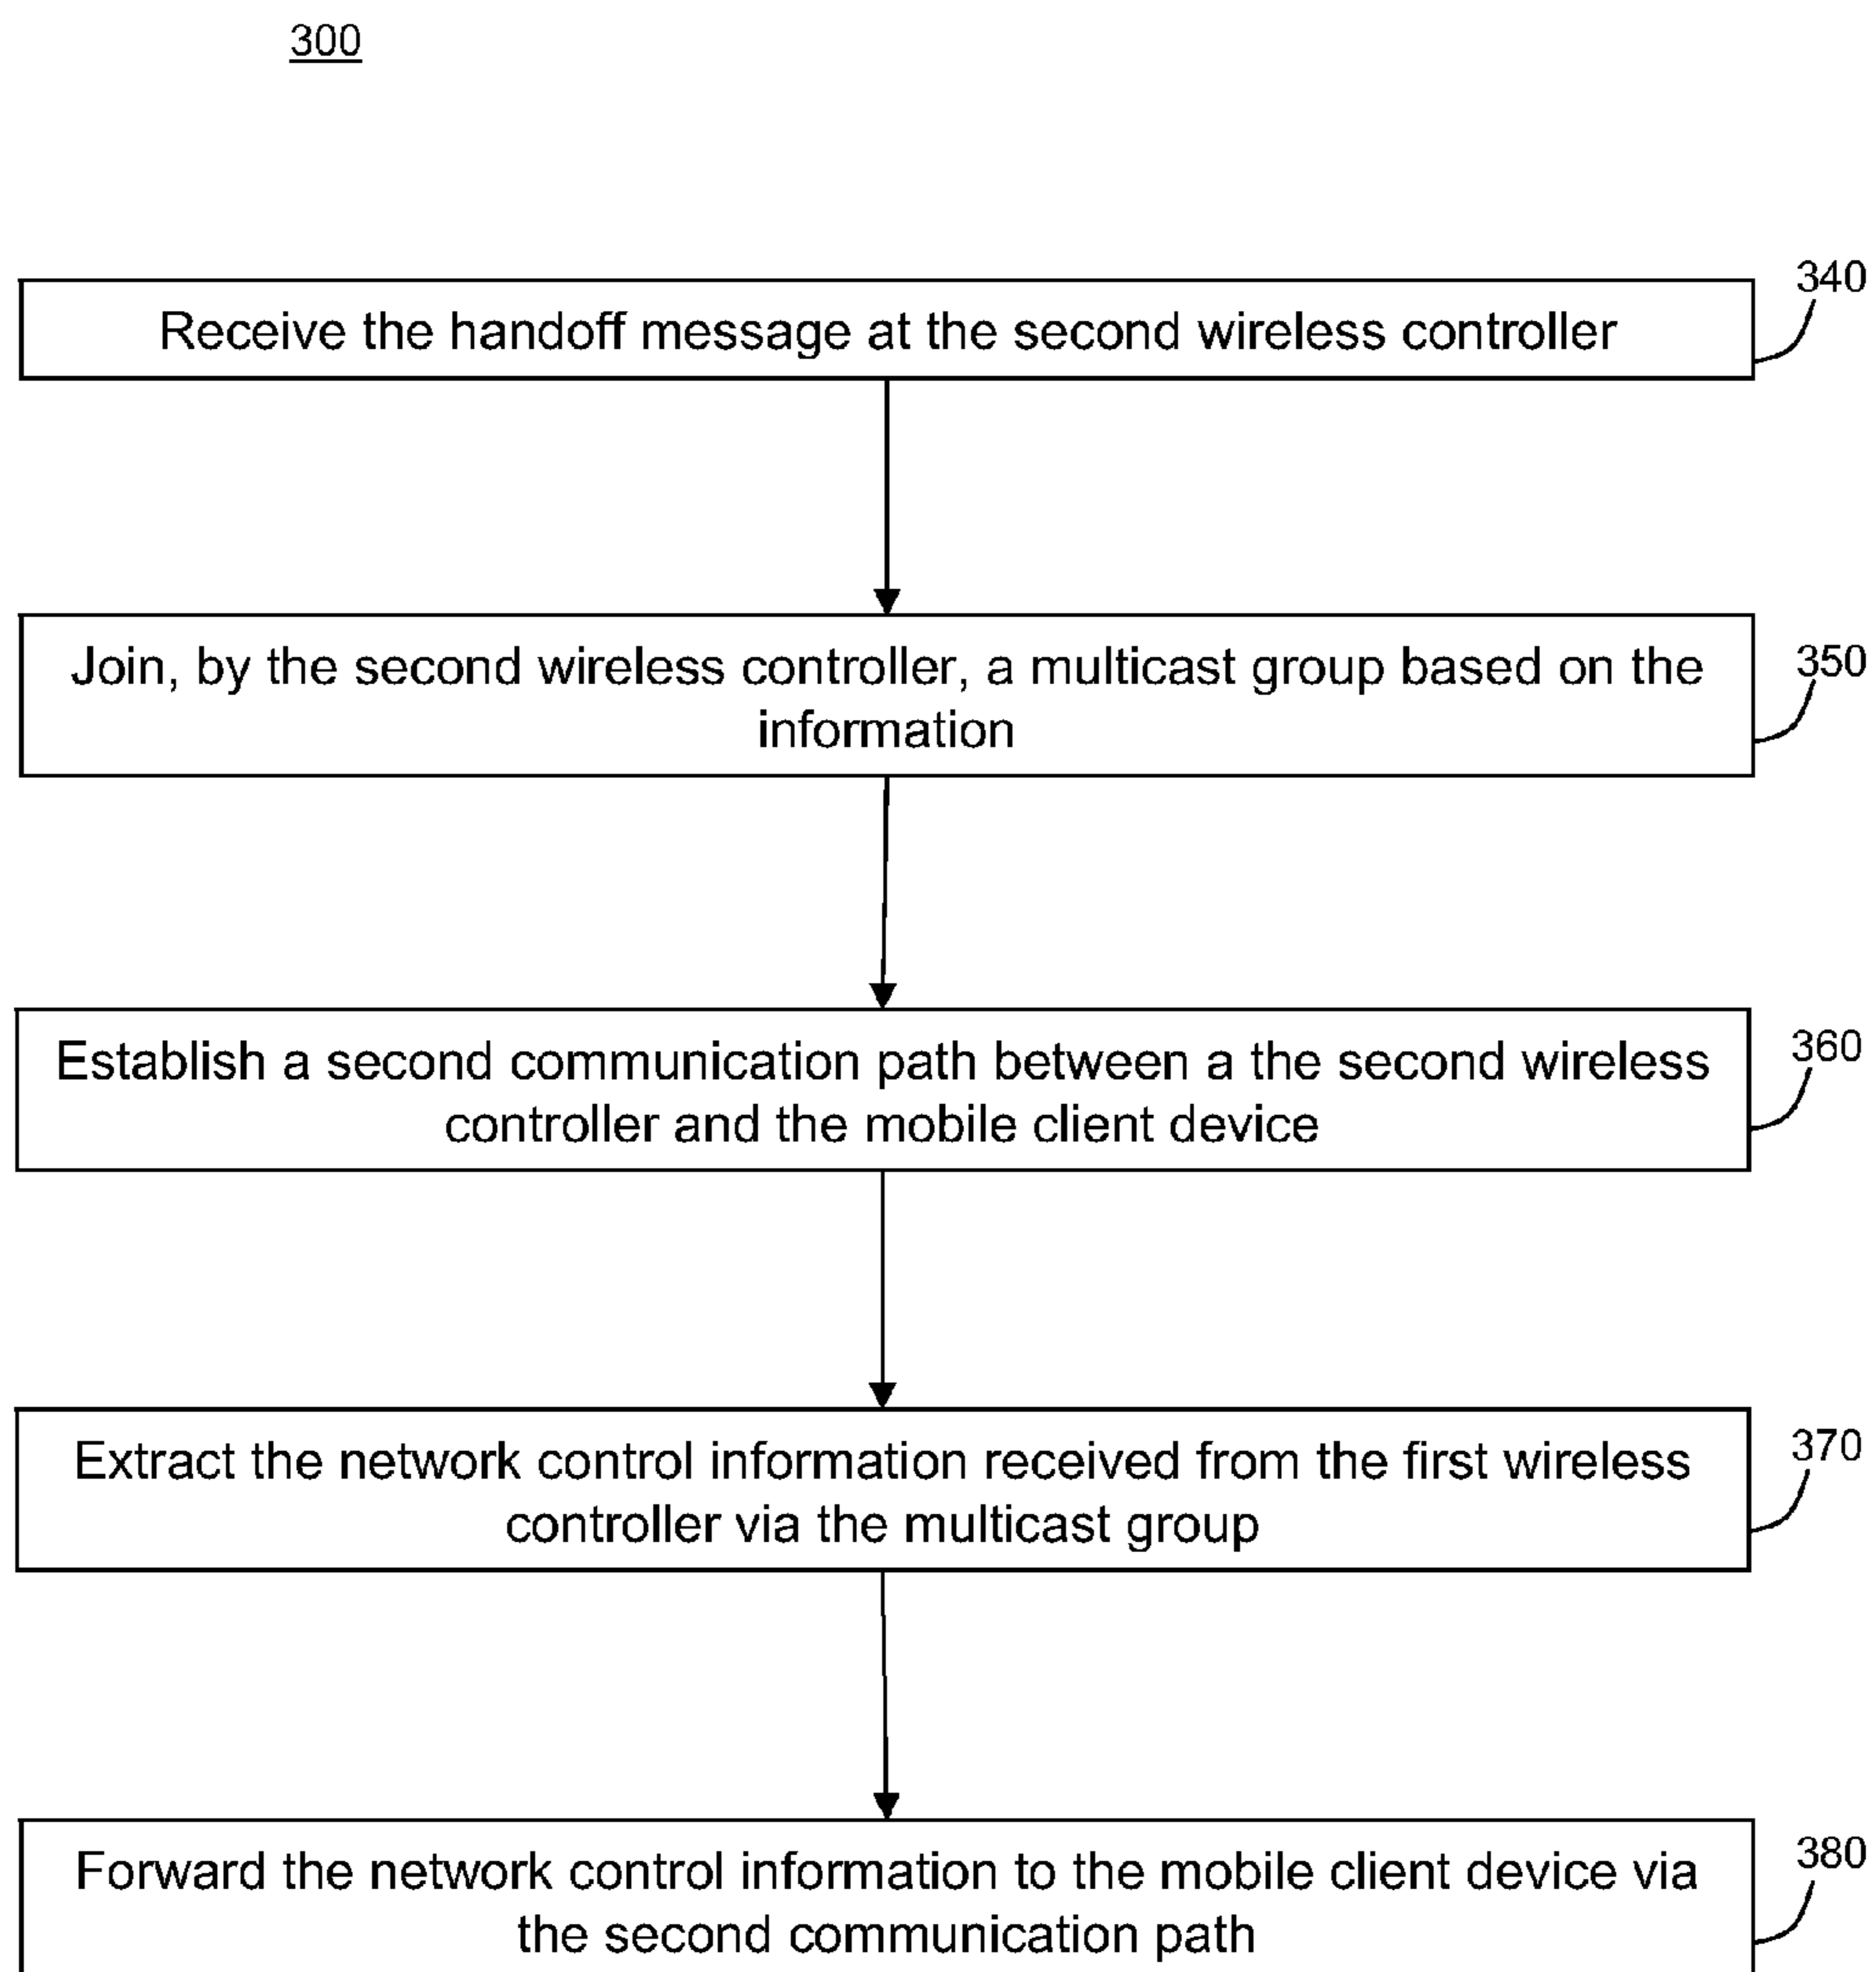 300
340
Receive the handoff message at the second wireless controller
350
Join, by the second wireless controller, a multicast group based on the
information
360
Establish a second communication path between a the second wireless
controller and the mobile client device
370
Extract the network control information received from the first wireless
controller via the multicast group
380
Forward the network control information to the mobile client device via
the second communication path